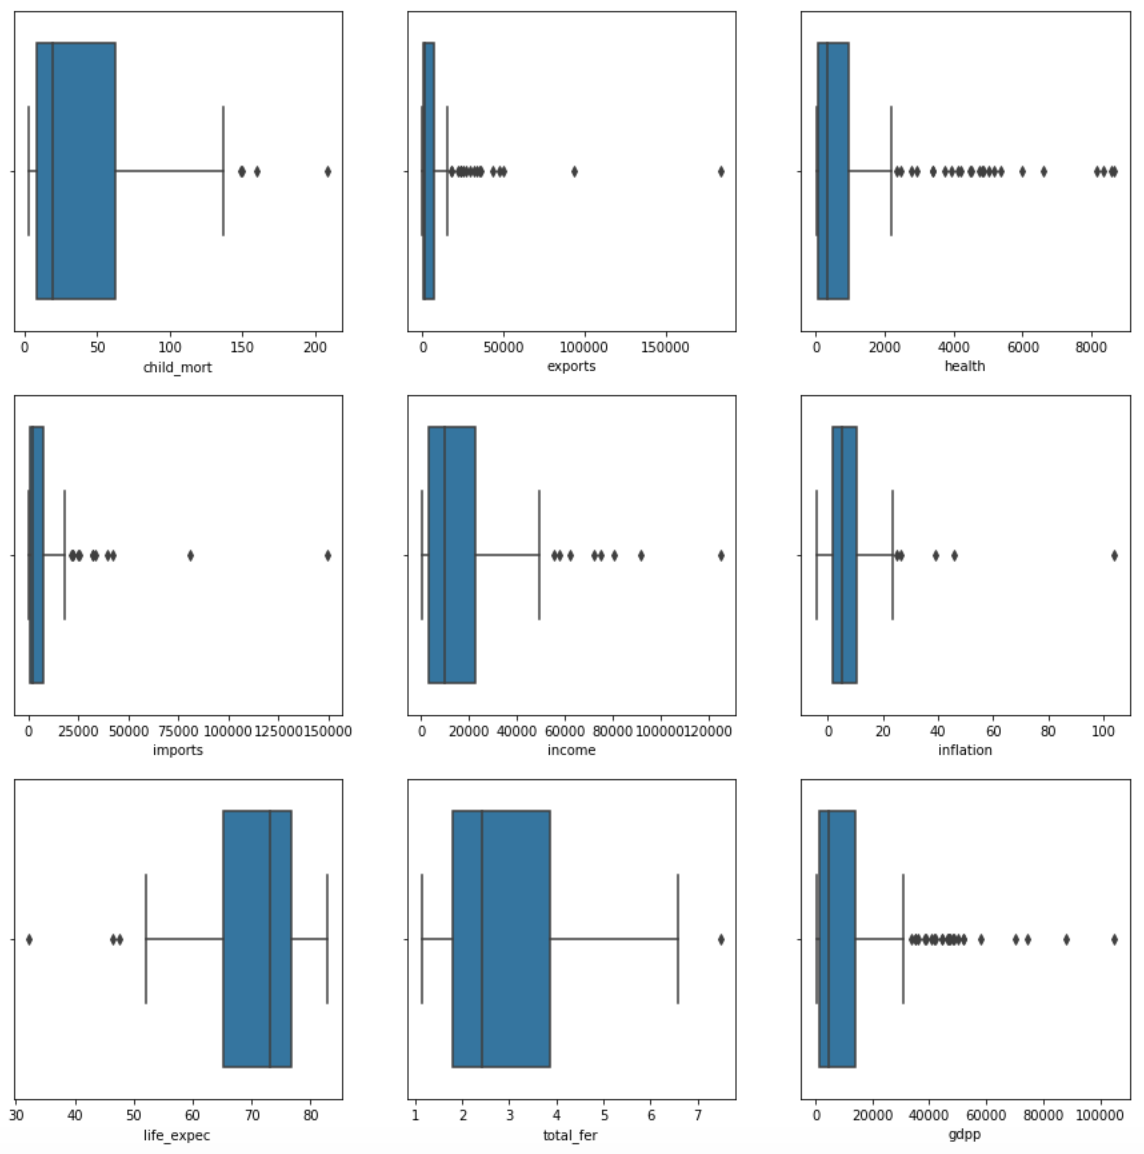 0 50 100 150 200
child_mort
0 50000 100000 150000
exports
0 2000 4000 6000 8000
health
0 25000 50000 75000 100000 125000 150000
imports
0 20000 40000 60000 80000 100000 120000
income
0 20 40 60 80 100
inflation
30 40 50 60 70 80
life_expec
1 2 3 4 5 6 7
total_fer
0 20000 40000 60000 80000 100000
gdpp